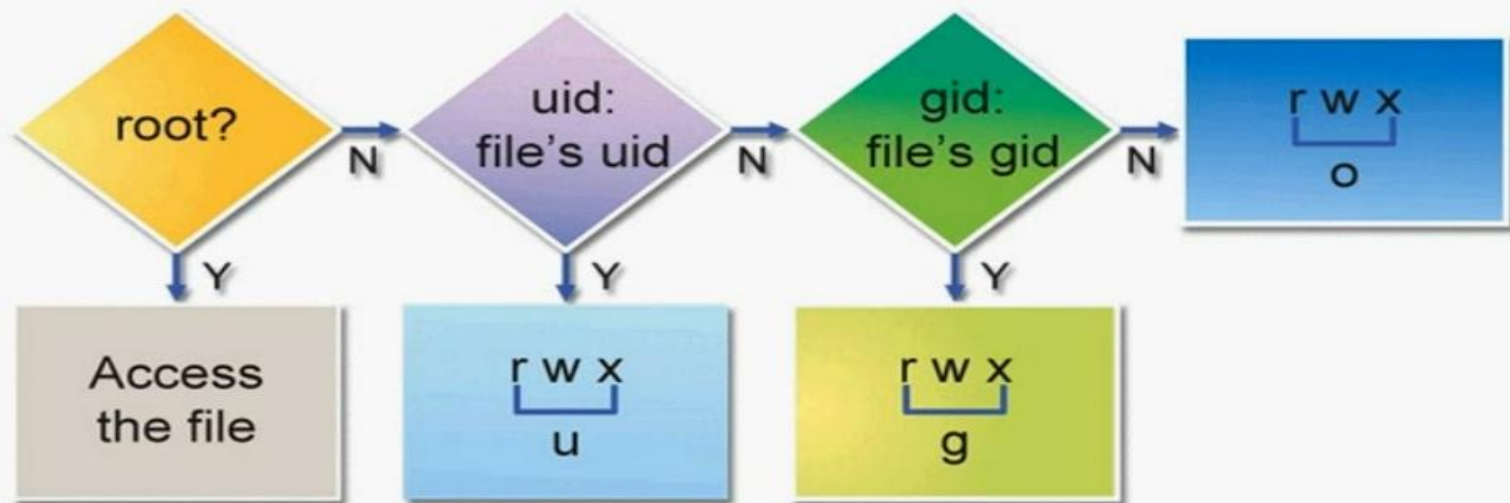 root?
N
Y
Access
the file
uid:
file's uid
N
Y
r w x
u
gid:
file's gid
N
Y
r w x
g
r w x
o